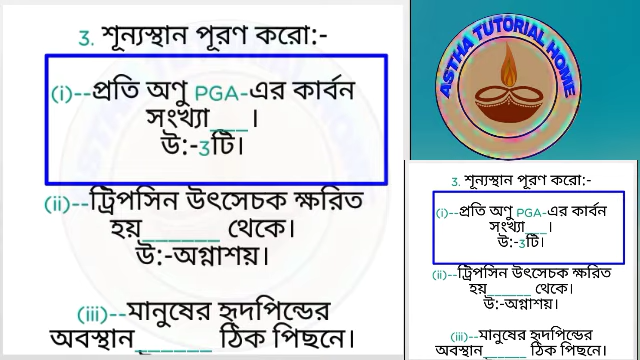 3. শূন্যস্থান পূরণ করো:-
(i)--প্রতি অণু PGA-এর কার্বন
সংখ্যা___।
উ:-3টি।
(ii)--ট্রিপসিন উৎসেচক ক্ষরিত
হয়______ থেকে।
উ:-অগ্নাশয়।
(iii)--মানুষের হৃদপিন্ডের
অবস্থান______ ঠিক পিছনে।
ASTHA TUTORIAL HOME
3. শূন্যস্থান পূরণ করো:-
(i)--প্রতি অণু PGA-এর কার্বন
সংখ্যা___।
উ:-3টি।
(ii)--ট্রিপসিন উৎসেচক ক্ষরিত
হয়______ থেকে।
উ:-অগ্নাশয়।
(iii)--মানুষের হৃদপিন্ডের
অবস্থান______ ঠিক পিছনে।